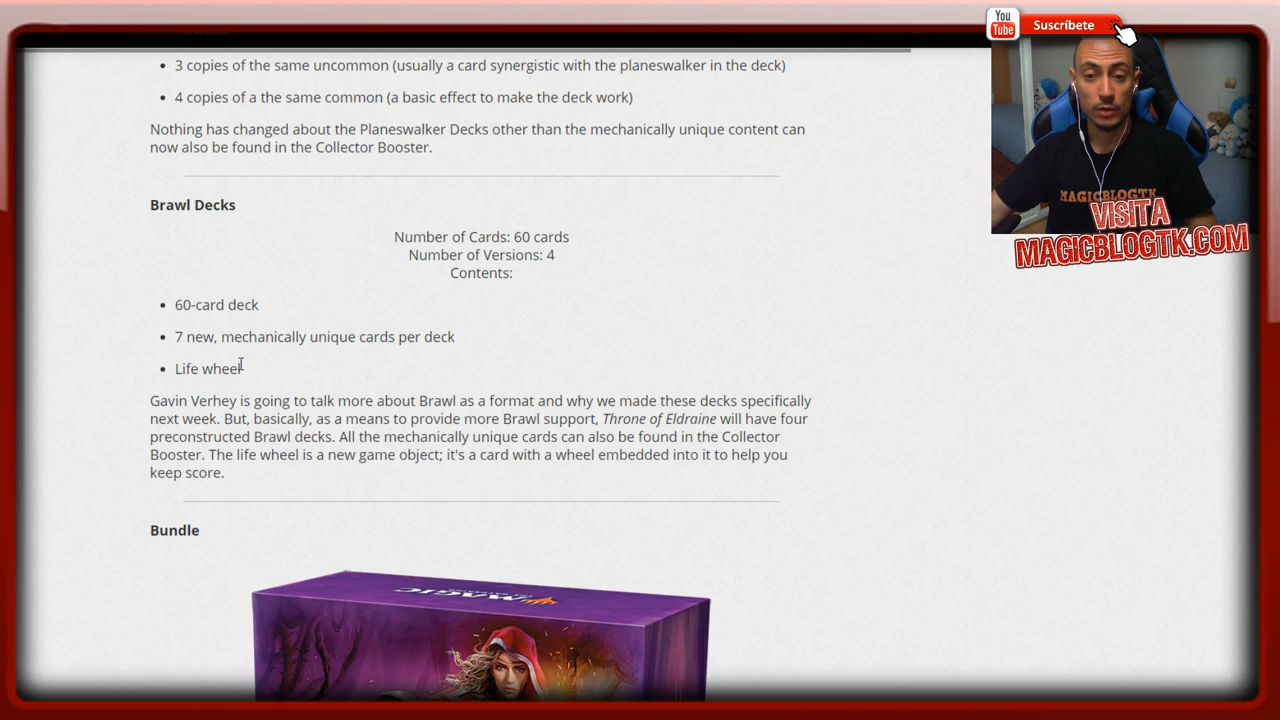 You
Tube
Suscríbete
3 copies of the same uncommon (usually a card synergistic with the planeswalker in the deck)
4 copies of a the same common (a basic effect to make the deck work)
Nothing has changed about the Planeswalker Decks other than the mechanically unique content can
now also be found in the Collector Booster.
MAGICBLOGTK
VISITA
MAGICBLOGTK.COM
Brawl Decks
Number of Cards: 60 cards
Number of Versions: 4
Contents:
60-card deck
7 new, mechanically unique cards per deck
Life wheel
Gavin Verhey is going to talk more about Brawl as a format and why we made these decks specifically
next week. But, basically, as a means to provide more Brawl support, Throne of Eldraine will have four
preconstructed Brawl decks. All the mechanically unique cards can also be found in the Collector
Booster. The life wheel is a new game object; it's a card with a wheel embedded into it to help you
keep score.
Bundle
MAGIC